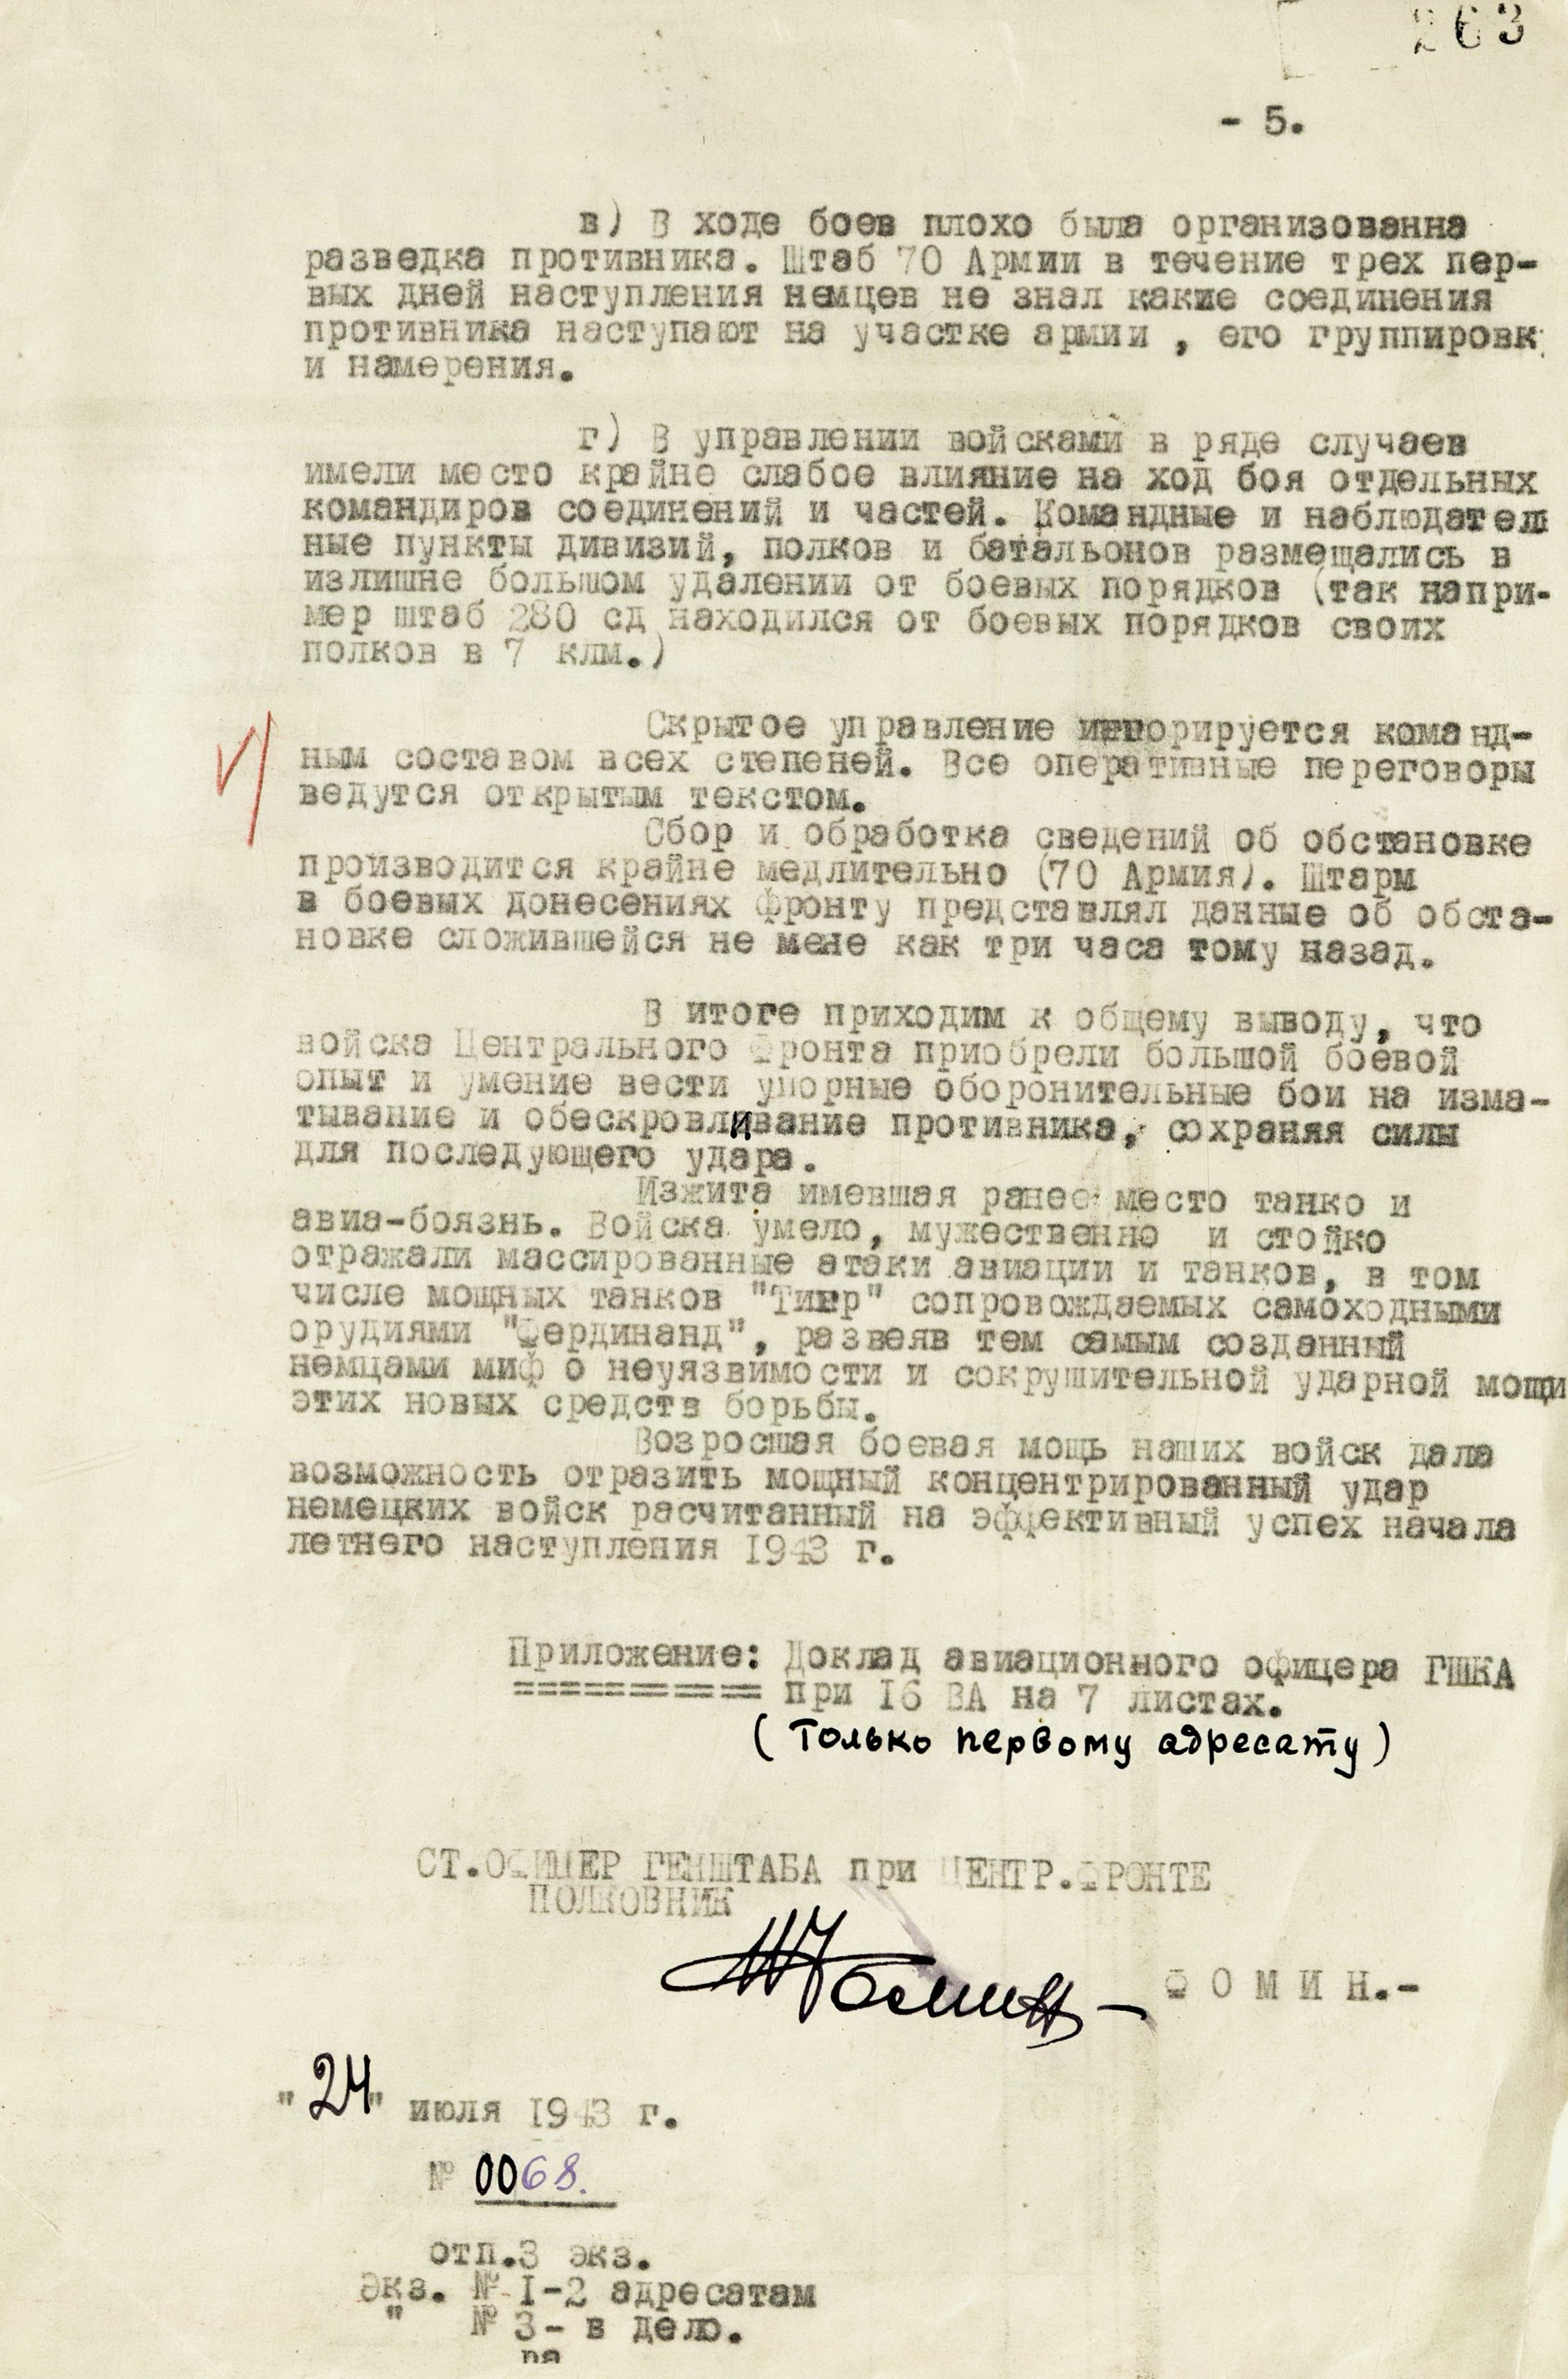 263
- 5.
в) В ходе боев плохо была организованна
разведка противника. Штаб 70 Армии в течение трех пер-
вых дней наступления немцев не знал какие соединения
противника наступают на участке армии , его группировк
и намерения.
г) В управлении войсками в ряде случаев
имели место крайне слабое влияние на ход боя отдельных
командиров соединений и частей. Командные и наблюдател
ные пункты дивизий, полков и батальонов размещались в
излишне большом удалении от боевых порядков (так напри-
мер штаб 280 сд находился от боевых порядков своих
полков в 7 клм.)
Скрытое управление игнорируется команд-
ным составом всех степеней. Все оперативные переговоры
ведутся открытым текстом.
Сбор и обработка сведений об обстановке
производится крайне медлительно (70 Армия). Штарм
в боевых донесениях фронту представлял данные об обста-
новке сложившейся не мене как три часа тому назад.
В итоге приходим к общему выводу, что
войска Центрального Фронта приобрели большой боевой
опыт и умение вести упорные оборонительные бои на изма-
тывание и обескровливание противника, сохраняя силы
для последующего удара.
Изжита имевшая ранее место танко и
авиа-боязнь. Войска умело, мужественно и стойко
отражали массированные атаки авиации и танков, в том
числе мощных танков "Тигр" сопровождаемых самоходными
орудиями "Фердинанд", развеяв тем самым созданный
немцами миф о неуязвимости и сокрушительной ударной мощи
этих новых средств борьбы.
Возросшая боевая мощь наших войск дала
возможность отразить мощный концентрированный удар
немецких войск расчитанный на эффективный успех начала
летнего наступления 1943 г.
Приложение: Доклад авиационного офицера ГШКА
=========== при 16 ВА на 7 листах.
(Только первому адресату)
СТ.ОФИЦЕР ГЕНШТАБА при ЦЕНТР.ФРОНТЕ
ПОЛКОВНИК
Фомин
Ф О М И Н.-
"24" июля 1943 г.
№ 0068.
отп.3 экз.
Экз. № 1-2 адресатам
" № 3- в дело.
ра